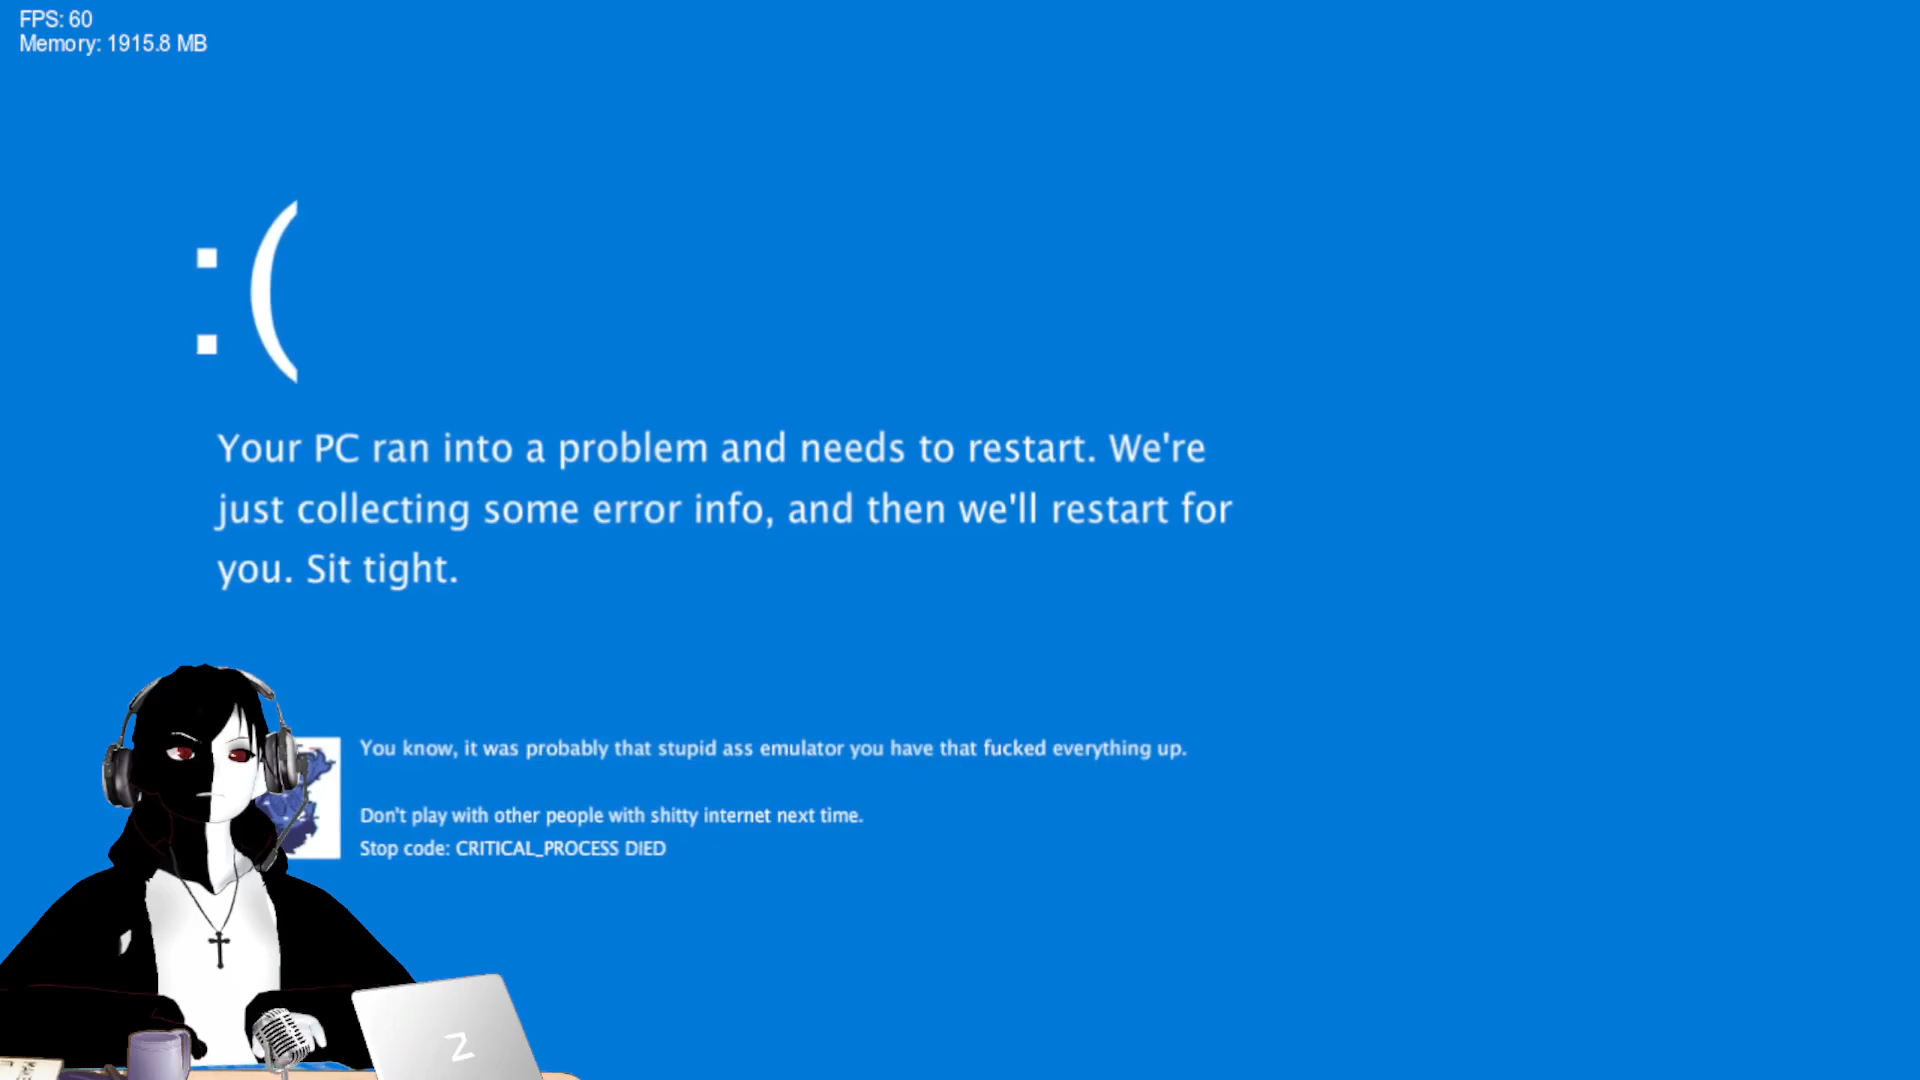 FPS: 60
Memory: 1915.8 MB
:(
Your PC ran into a problem and needs to restart. We're
just collecting some error info, and then we'll restart for
you. Sit tight.
You know, it was probably that stupid ass emulator you have that fucked everything up.
Don't play with other people with shitty internet next time.
Stop code: CRITICAL_PROCESS DIED
Z